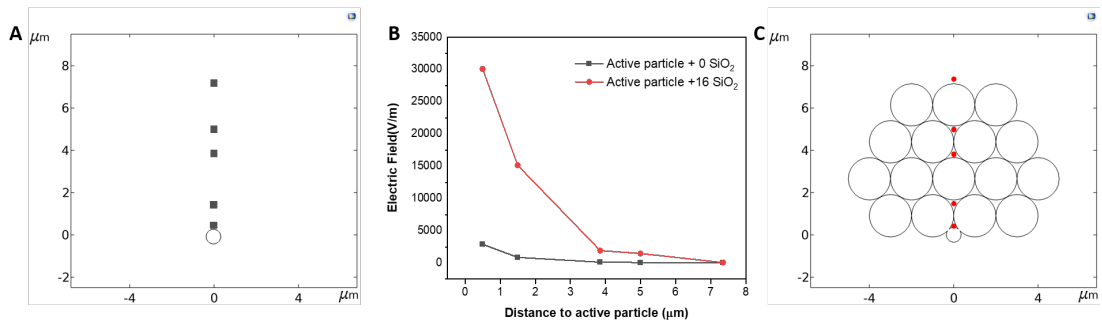 A
μm
8
6
4
2
0
-2
-4
0
4
μm
B
35000
30000
25000
20000
15000
10000
5000
0
Electric Field(V/m)
Active particle + 0 SiO₂
Active particle +16 SiO₂
0 1 2 3 4 5 6 7 8
Distance to active particle (μm)
C
μm
8
6
4
2
0
-2
-4
0
4
μm